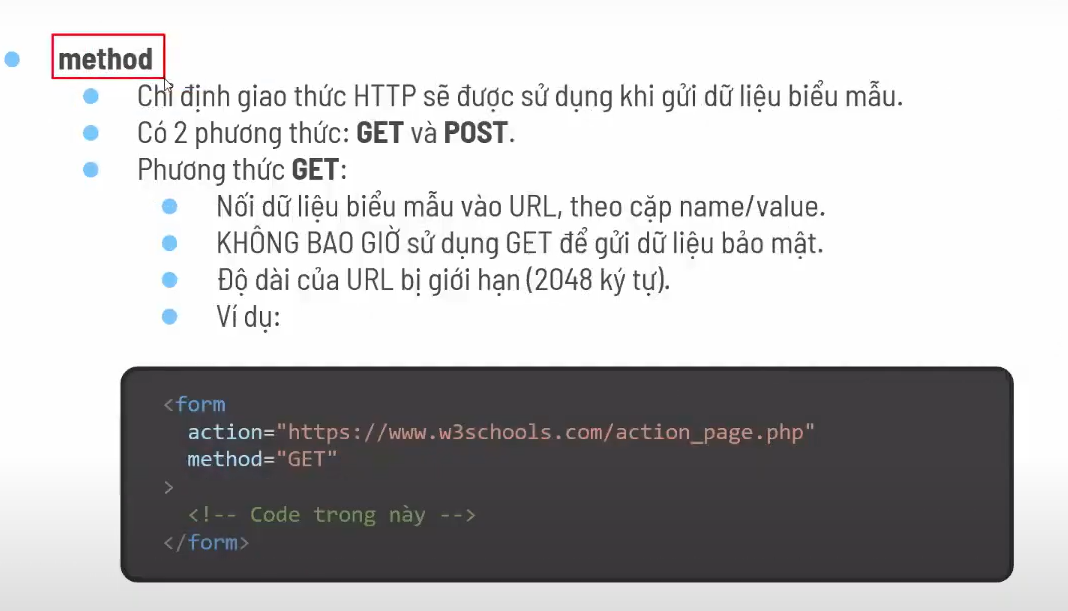 method
Chỉ định giao thức HTTP sẽ được sử dụng khi gửi dữ liệu biểu mẫu.
Có 2 phương thức: GET và POST.
Phương thức GET:
Nối dữ liệu biểu mẫu vào URL, theo cặp name/value.
KHÔNG BAO GIỜ sử dụng GET để gửi dữ liệu bảo mật.
Độ dài của URL bị giới hạn (2048 ký tự).
Ví dụ:
<form
action="https://www.w3schools.com/action_page.php"
method="GET"
>
<!-- Code trong này -->
</form>